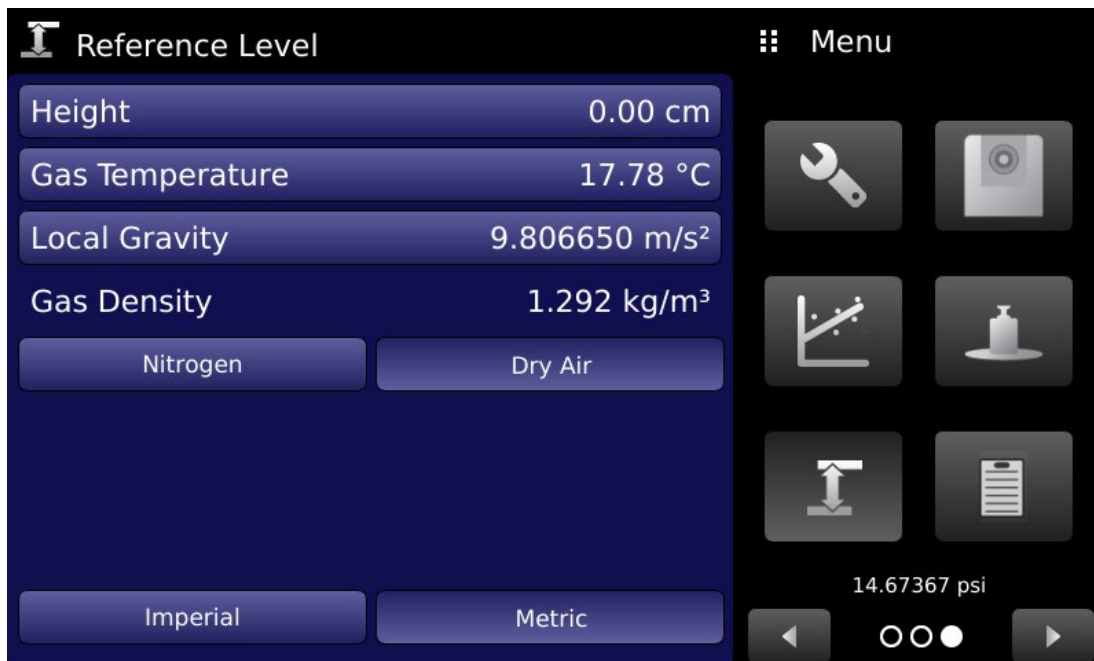 Reference Level
Menu
Height 0.00 cm
Gas Temperature 17.78 °C
Local Gravity 9.806650 m/s²
Gas Density 1.292 kg/m³
Nitrogen Dry Air
Imperial Metric
14.67367 psi